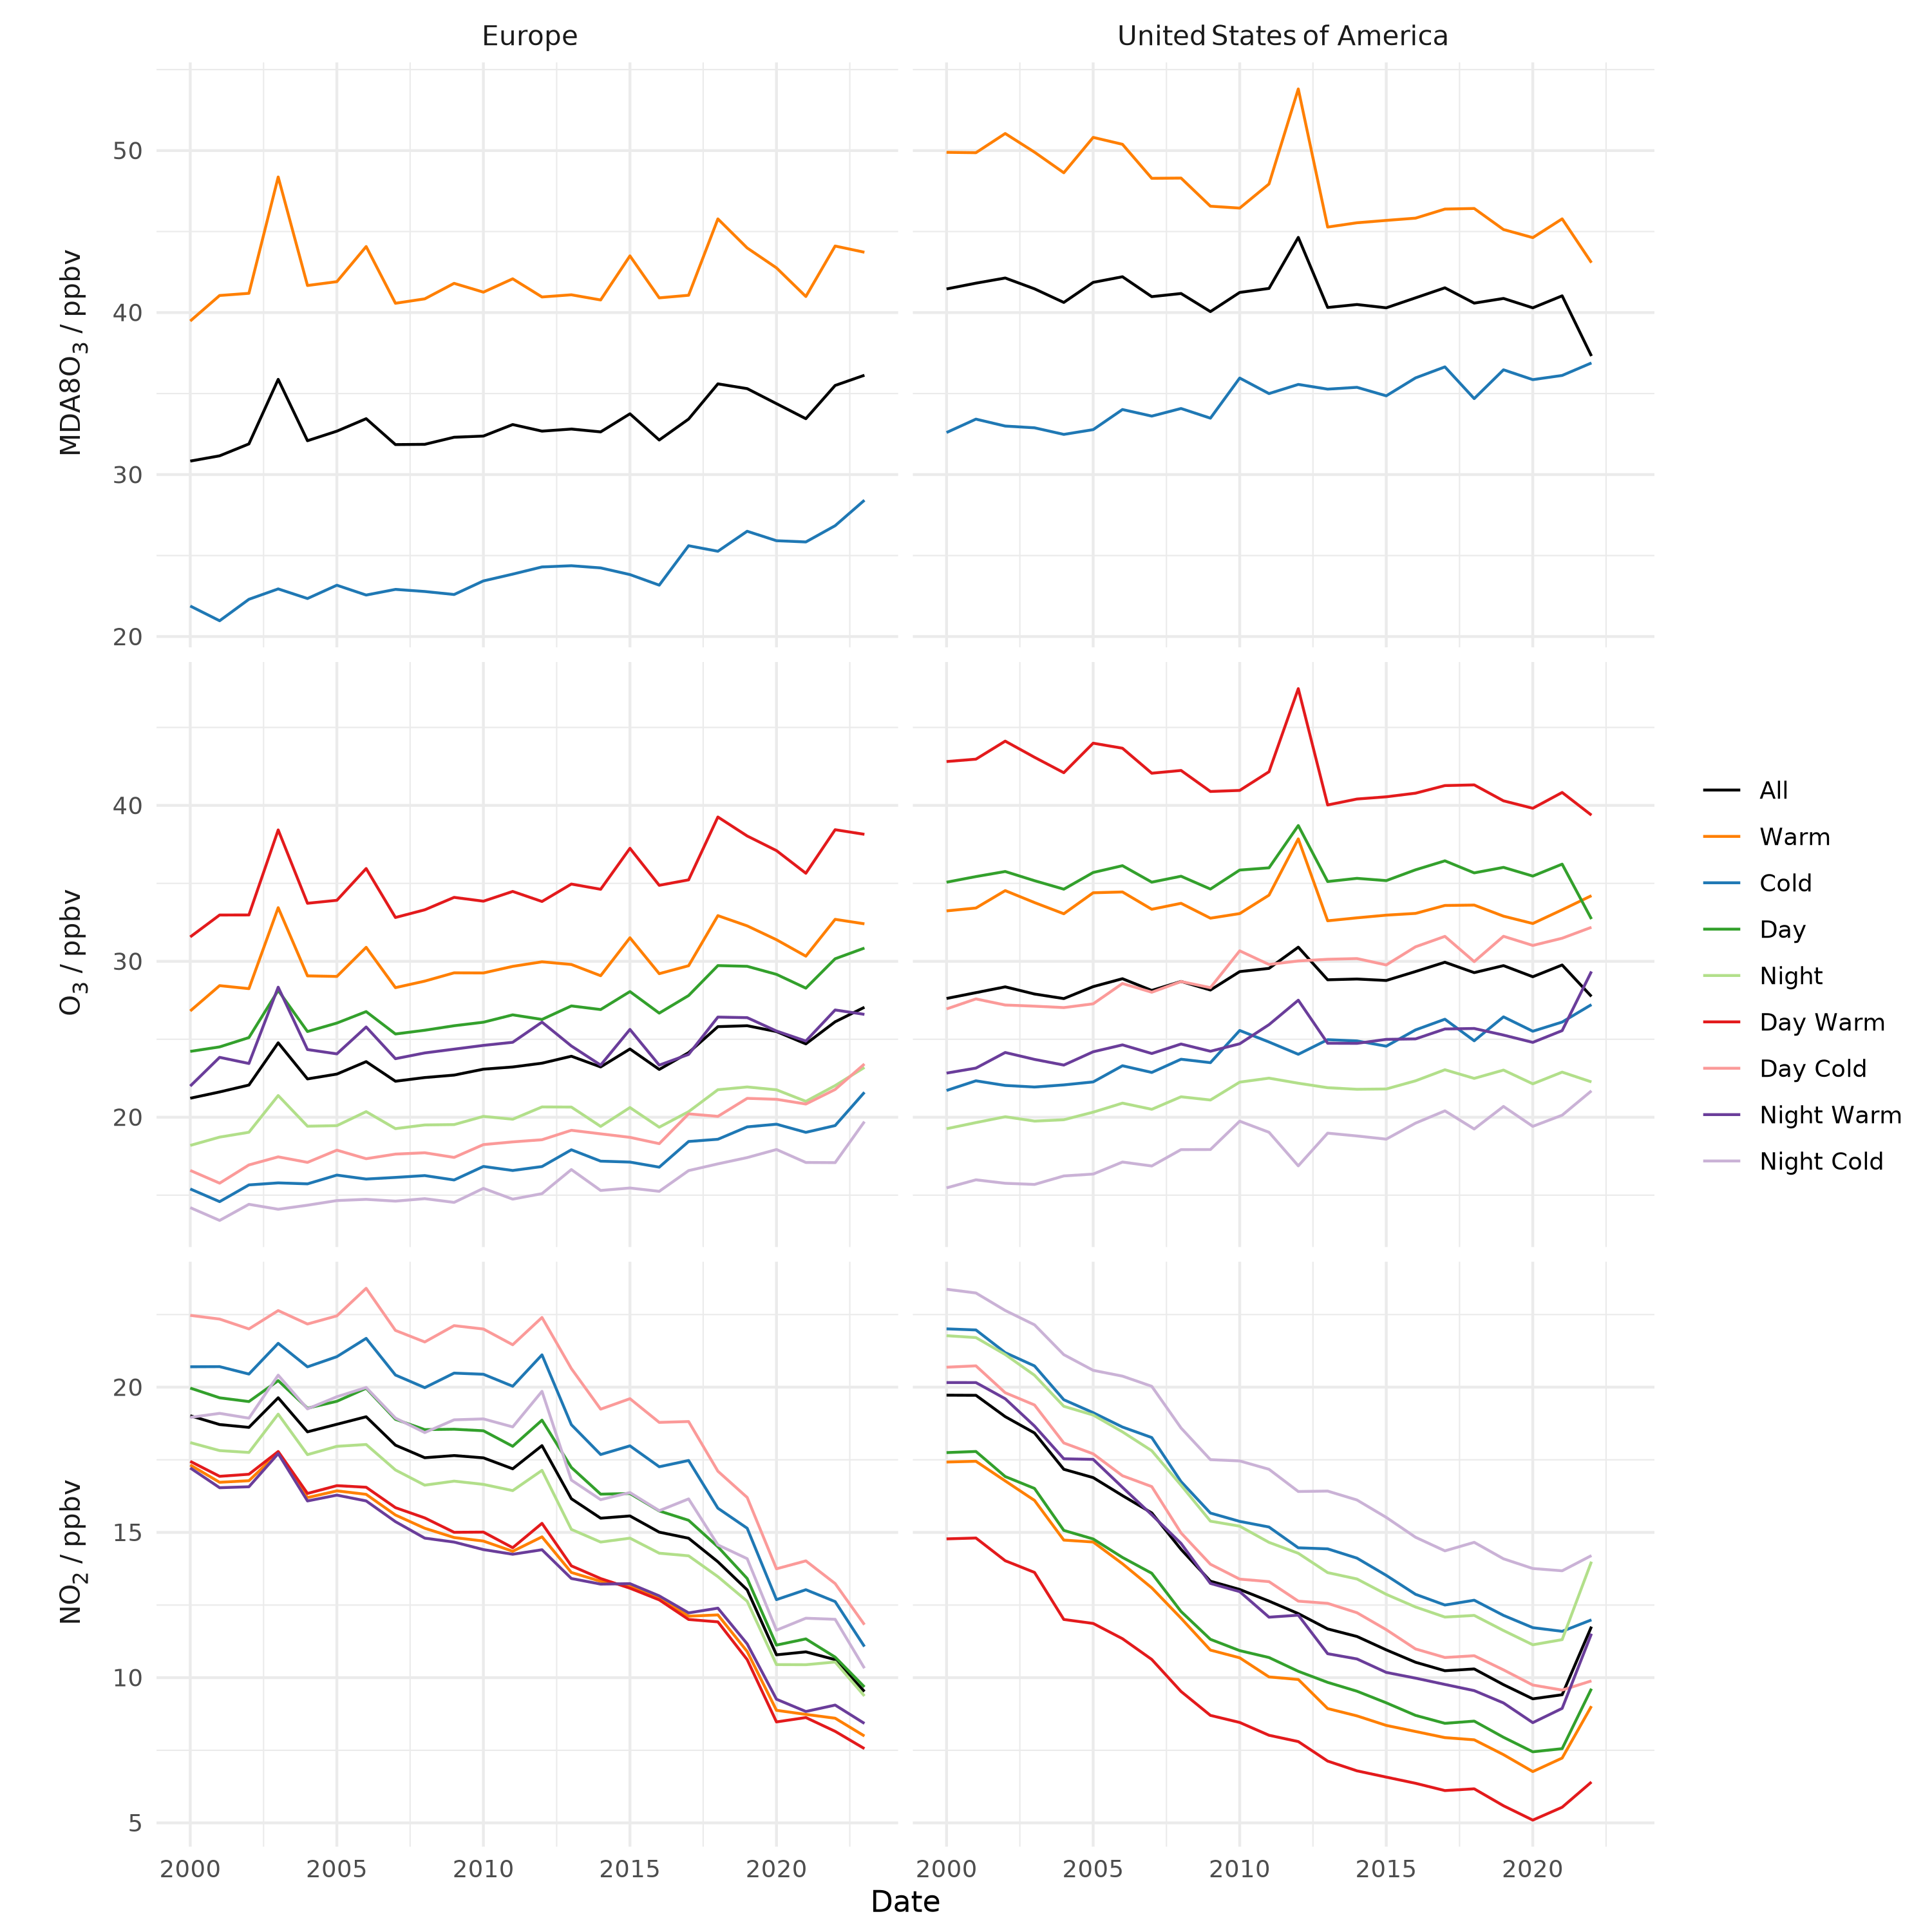 Europe
United States of America
MDA8O3 / ppbv
50
40
30
20
O3 / ppbv
40
30
20
NO2 / ppbv
20
15
10
5
2000 2005 2010 2015 2020
2000 2005 2010 2015 2020
Date
All
Warm
Cold
Day
Night
Day Warm
Day Cold
Night Warm
Night Cold